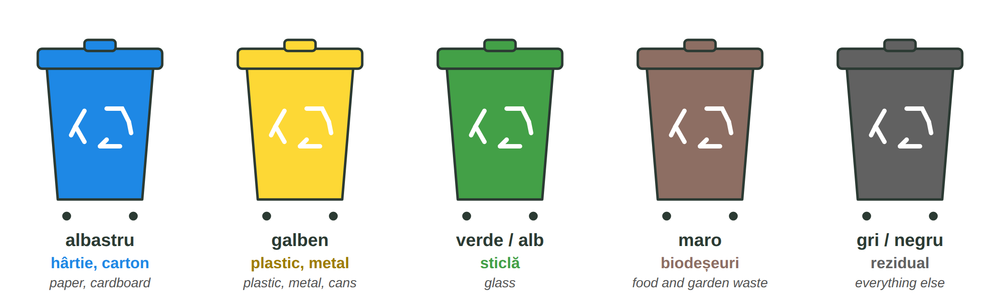 albastru
hârtie, carton
paper, cardboard
galben
plastic, metal
plastic, metal, cans
verde / alb
sticlă
glass
maro
biodeșeuri
food and garden waste
gri / negru
rezidual
everything else